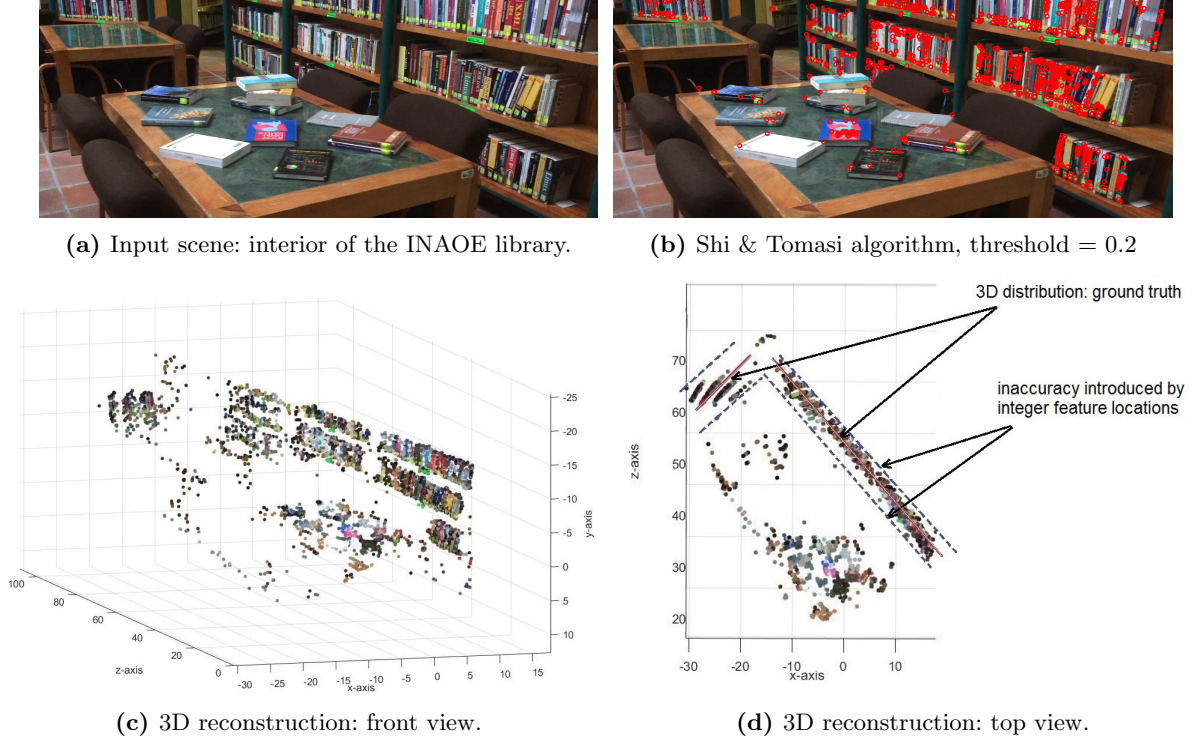 XML
LINUX
(a) Input scene: interior of the INAOE library.
(b) Shi & Tomasi algorithm, threshold = 0.2
3D distribution: ground truth
inaccuracy introduced by
integer feature locations
-25
-20
-15
-10
-5
0
5
10
y-axis
100
80
60
40
20
0
z-axis
-30 -25 -20 -15 -10 -5 0 5 10 15
x-axis
70
60
50
40
30
20
z-axis
-30 -20 -10 0 10
x-axis
(c) 3D reconstruction: front view.
(d) 3D reconstruction: top view.